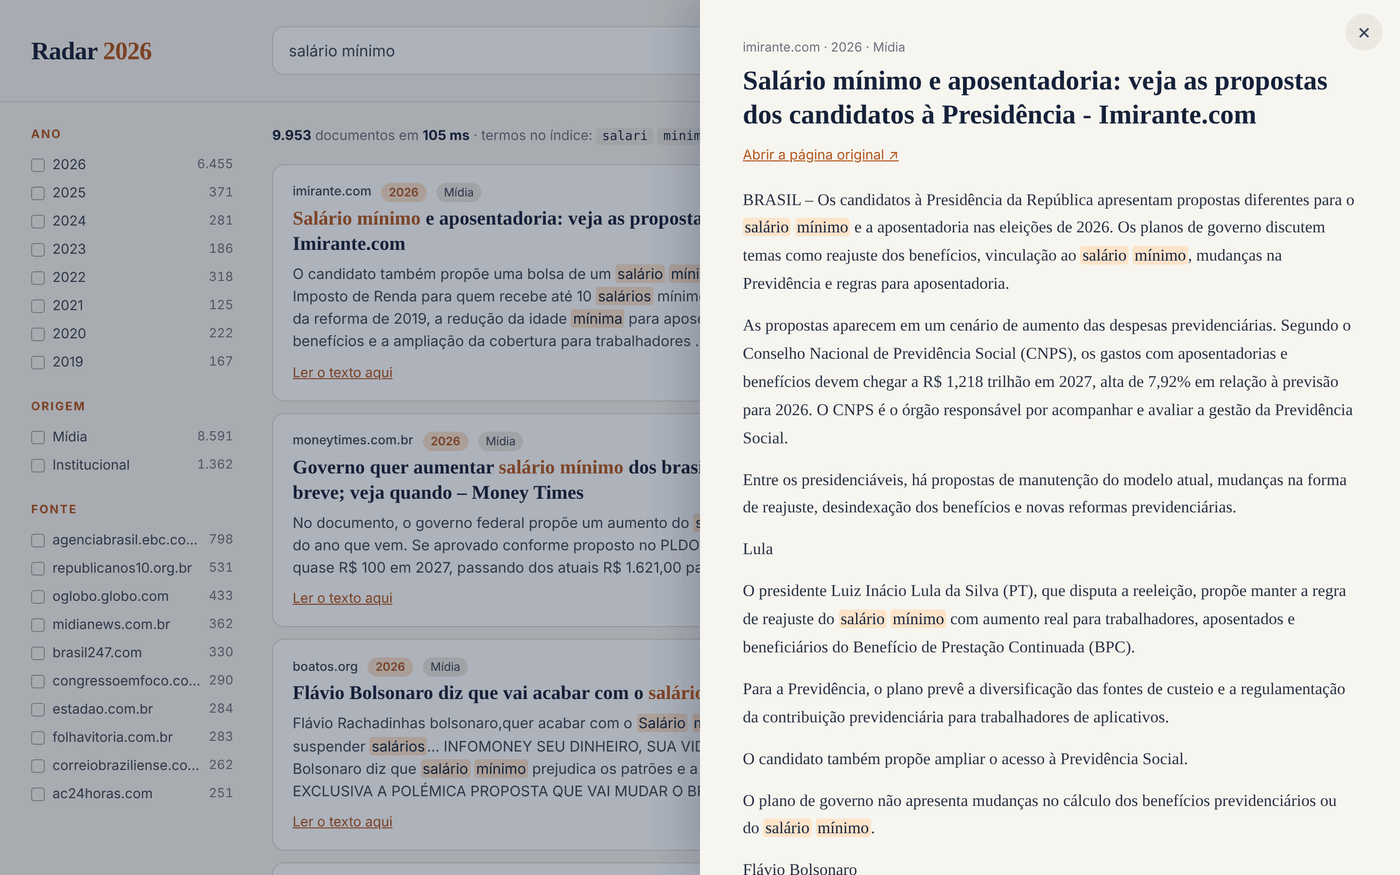 Radar 2026
salário mínimo
ANO
2026 6.455
2025 371
2024 281
2023 186
2022 318
2021 125
2020 222
2019 167
ORIGEM
Mídia 8.591
Institucional 1.362
FONTE
agenciabrasil.ebc.co... 798
republicanos10.org.br 531
oglobo.globo.com 433
midianews.com.br 362
brasil247.com 330
congressoemfoco.co... 290
estadao.com.br 284
folhavitoria.com.br 283
correiobraziliense.co... 262
ac24horas.com 251
9.953 documentos em 105 ms · termos no índice: salari minim
imirante.com 2026 Mídia
Salário mínimo e aposentadoria: veja as proposta
Imirante.com
O candidato também propõe uma bolsa de um salário míni
Imposto de Renda para quem recebe até 10 salários mínim
da reforma de 2019, a redução da idade mínima para apos
benefícios e a ampliação da cobertura para trabalhadores .
Ler o texto aqui
moneytimes.com.br 2026 Mídia
Governo quer aumentar salário mínimo dos brasi
breve; veja quando – Money Times
No documento, o governo federal propõe um aumento do s
do ano que vem. Se aprovado conforme proposto no PLDO
quase R$ 100 em 2027, passando dos atuais R$ 1.621,00 pa
Ler o texto aqui
boatos.org 2026 Mídia
Flávio Bolsonaro diz que vai acabar com o salário
Flávio Rachadinhas bolsonaro,quer acabar com o Salário m
suspender salários... INFOMONEY SEU DINHEIRO, SUA VID
Bolsonaro diz que salário mínimo prejudica os patrões e a
EXCLUSIVA A POLÉMICA PROPOSTA QUE VAI MUDAR O BR
Ler o texto aqui
×
imirante.com · 2026 · Mídia
Salário mínimo e aposentadoria: veja as propostas
dos candidatos à Presidência - Imirante.com
Abrir a página original ↗
BRASIL – Os candidatos à Presidência da República apresentam propostas diferentes para o
salário mínimo e a aposentadoria nas eleições de 2026. Os planos de governo discutem
temas como reajuste dos benefícios, vinculação ao salário mínimo, mudanças na
Previdência e regras para aposentadoria.
As propostas aparecem em um cenário de aumento das despesas previdenciárias. Segundo o
Conselho Nacional de Previdência Social (CNPS), os gastos com aposentadorias e
benefícios devem chegar a R$ 1,218 trilhão em 2027, alta de 7,92% em relação à previsão
para 2026. O CNPS é o órgão responsável por acompanhar e avaliar a gestão da Previdência
Social.
Entre os presidenciáveis, há propostas de manutenção do modelo atual, mudanças na forma
de reajuste, desindexação dos benefícios e novas reformas previdenciárias.
Lula
O presidente Luiz Inácio Lula da Silva (PT), que disputa a reeleição, propõe manter a regra
de reajuste do salário mínimo com aumento real para trabalhadores, aposentados e
beneficiários do Benefício de Prestação Continuada (BPC).
Para a Previdência, o plano prevê a diversificação das fontes de custeio e a regulamentação
da contribuição previdenciária para trabalhadores de aplicativos.
O candidato também propõe ampliar o acesso à Previdência Social.
O plano de governo não apresenta mudanças no cálculo dos benefícios previdenciários ou
do salário mínimo.
Flávio Bolsonaro